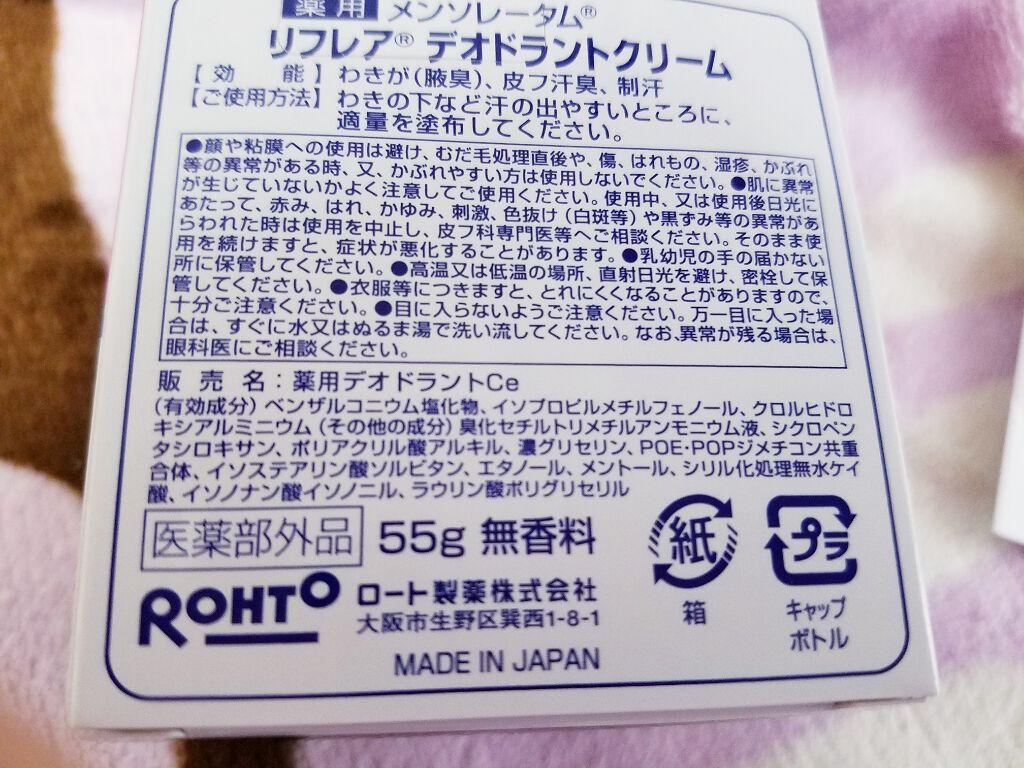 薬用 メンソレータム®
リフレア® デオドラントクリーム
【効能】わきが(腋臭)、皮フ汗臭、制汗
【ご使用方法】わきの下など汗の出やすいところに、
適量を塗布してください。
●顔や粘膜への使用は避け、むだ毛処理直後や、傷、はれもの、湿疹、かぶれ
等の異常がある時、又、かぶれやすい方は使用しないでください。●肌に異常
が生じていないかよく注意してご使用ください。使用中、又は使用後日光に
あたって、赤み、はれ、かゆみ、刺激、色抜け(白斑等)や黒ずみ等の異常があ
らわれた時は使用を中止し、皮フ科専門医等へご相談ください。そのまま使
用を続けますと、症状が悪化することがあります。●乳幼児の手の届かない
所に保管してください。●高温又は低温の場所、直射日光を避け、密栓して保
管してください。●衣服等につきますと、とれにくくなることがありますので、
十分ご注意ください。●目に入らないようご注意ください。万一目に入った場
合は、すぐに水又はぬるま湯で洗い流してください。なお、異常が残る場合は、
眼科医にご相談ください。
販売名:薬用デオドラントCe
(有効成分)ベンザルコニウム塩化物、イソプロピルメチルフェノール、クロルヒドロ
キシアルミニウム(その他の成分)臭化セチルトリメチルアンモニウム液、シクロペン
タシロキサン、ポリアクリル酸アルキル、濃グリセリン、POE・POPジメチコン共重
合体、イソステアリン酸ソルビタン、エタノール、メントール、シリル化処理無水ケイ
酸、イソノナン酸イソノニル、ラウリン酸ポリグリセリル
医薬部外品 55g 無香料
ROHTO ロート製薬株式会社
大阪市生野区巽西1-8-1
MADE IN JAPAN
紙
箱
プラ
キャップ
ボトル